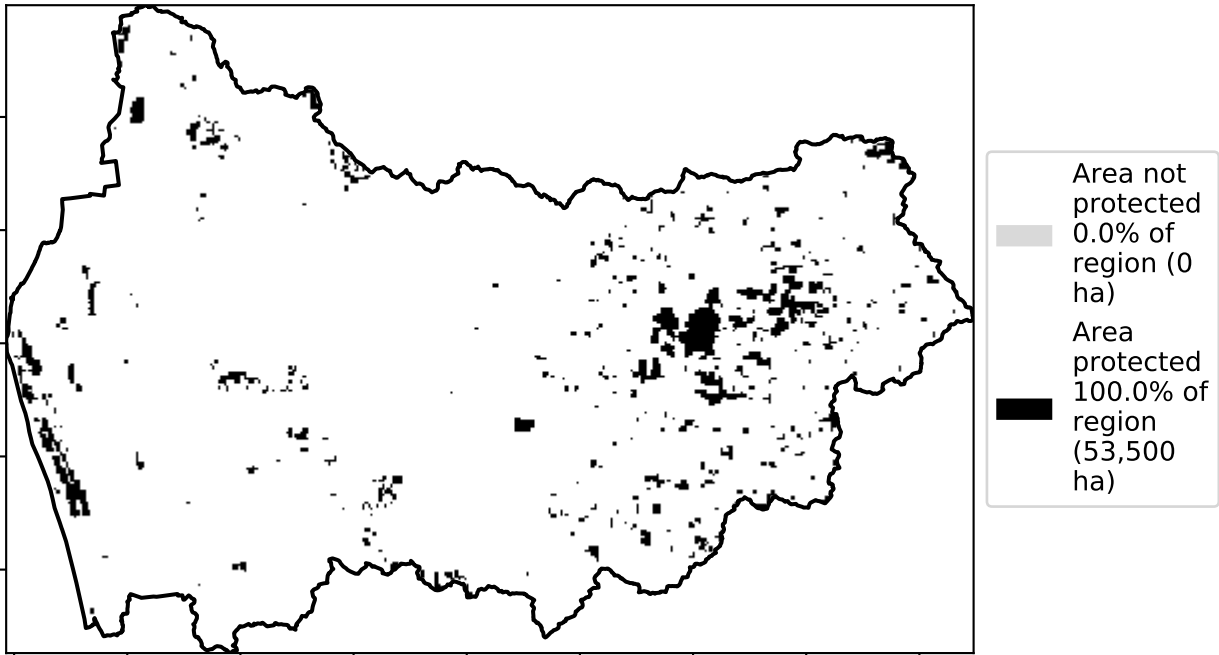 Area not
protected
0.0% of
region (0
ha)
Area
protected
100.0% of
region
(53,500
ha)